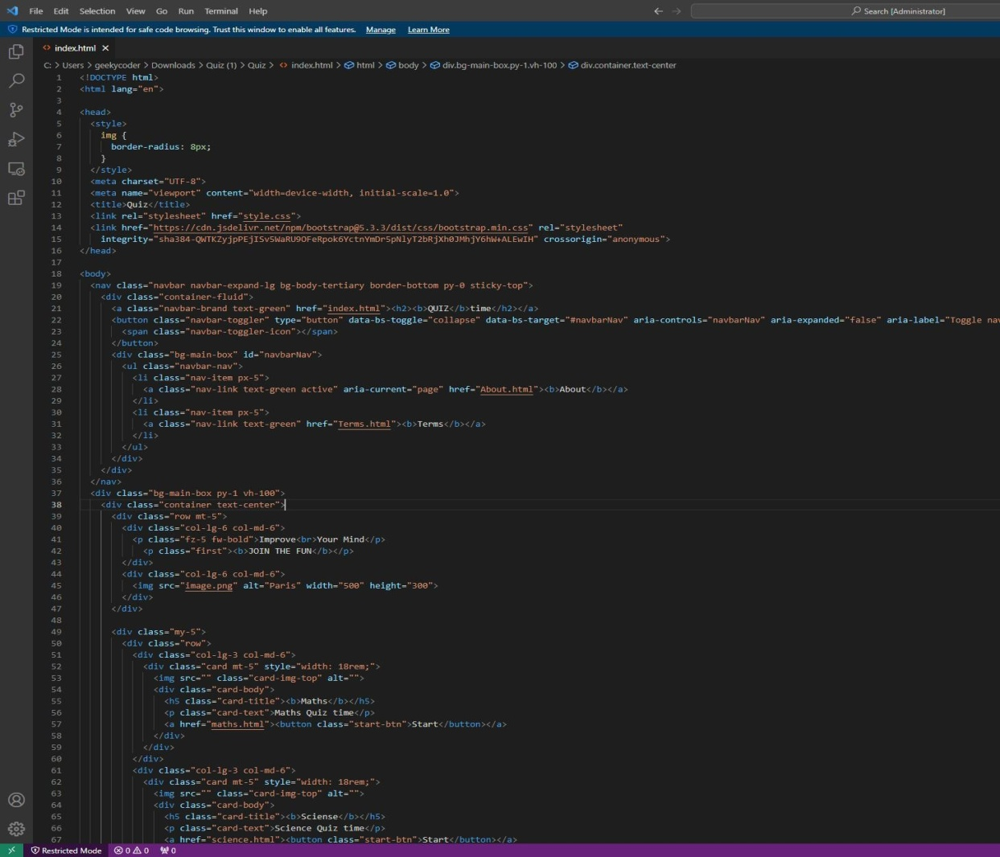 File Edit Selection View Go Run Terminal Help
Search [Administrator]
Restricted Mode is intended for safe code browsing. Trust this window to enable all features. Manage Learn More
index.html
C: > Users > geekycoder > Downloads > Quiz (1) > Quiz > index.html > html > body > div.bg-main-box.py-1.vh-100 > div.container.text-center
1 <!DOCTYPE html>
2 <html lang="en">
3
4 <head>
5 <style>
6 img {
7 border-radius: 8px;
8 }
9 </style>
10 <meta charset="UTF-8">
11 <meta name="viewport" content="width=device-width, initial-scale=1.0">
12 <title>Quiz</title>
13 <link rel="stylesheet" href="style.css">
14 <link href="https://cdn.jsdelivr.net/npm/bootstrap@5.3.3/dist/css/bootstrap.min.css" rel="stylesheet"
15 integrity="sha384-QWTKZyjpPEjISv5WaRU9OFeRpok6YctnYmDr5pNlyT2bRjXh0JMhjY6hW+ALEwIH" crossorigin="anonymous">
16 </head>
17
18 <body>
19 <nav class="navbar navbar-expand-lg bg-body-tertiary border-bottom py-0 sticky-top">
20 <div class="container-fluid">
21 <a class="navbar-brand text-green" href="index.html"><h2><b>QUIZ</b>time</h2></a>
22 <button class="navbar-toggler" type="button" data-bs-toggle="collapse" data-bs-target="#navbarNav" aria-controls="navbarNav" aria-expanded="false" aria-label="Toggle nav
23 <span class="navbar-toggler-icon"></span>
24 </button>
25 <div class="bg-main-box" id="navbarNav">
26 <ul class="navbar-nav">
27 <li class="nav-item px-5">
28 <a class="nav-link text-green active" aria-current="page" href="About.html"><b>About</b></a>
29 </li>
30 <li class="nav-item px-5">
31 <a class="nav-link text-green" href="Terms.html"><b>Terms</b></a>
32 </li>
33 </ul>
34 </div>
35 </div>
36 </nav>
37 <div class="bg-main-box py-1 vh-100">
38 <div class="container text-center">
39 <div class="row mt-5">
40 <div class="col-lg-6 col-md-6">
41 <p class="fz-5 fw-bold">Improve<br>Your Mind</p>
42 <p class="first"><b>JOIN THE FUN</b></p>
43 </div>
44 <div class="col-lg-6 col-md-6">
45 <img src="image.png" alt="Paris" width="500" height="300">
46 </div>
47 </div>
48
49 <div class="my-5">
50 <div class="row">
51 <div class="col-lg-3 col-md-6">
52 <div class="card mt-5" style="width: 18rem;">
53 <img src="" class="card-img-top" alt="">
54 <div class="card-body">
55 <h5 class="card-title"><b>Maths</b></h5>
56 <p class="card-text">Maths Quiz time</p>
57 <a href="maths.html"><button class="start-btn">Start</button></a>
58 </div>
59 </div>
60 </div>
61 <div class="col-lg-3 col-md-6">
62 <div class="card mt-5" style="width: 18rem;">
63 <img src="" class="card-img-top" alt="">
64 <div class="card-body">
65 <h5 class="card-title"><b>Sciense</b></h5>
66 <p class="card-text">Science Quiz time</p>
67 <a href="science.html"><button class="start-btn">Start</button></a>
Restricted Mode 0 0 0